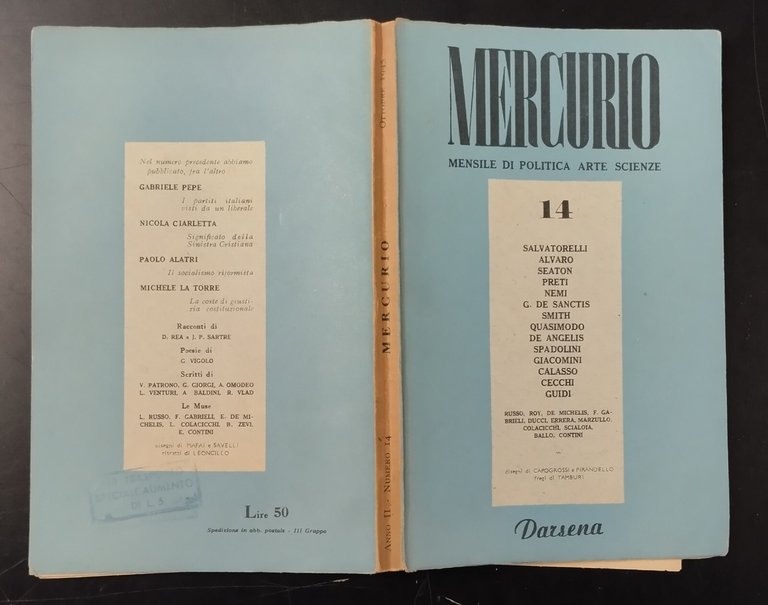 Nel numero precedente abbiamo
pubblicato, fra l'altro
GABRIELE PEPE
I partiti italiani
visti da un liberale
NICOLA CIARLETTA
Significato della
Sinistra Cristiana
PAOLO ALATRI
Il socialismo riformista
MICHELE LA TORRE
La corte di giusti-
zia costituzionale
Racconti di
D. REA e J. P. SARTRE
Poesie di
G. VIGOLO
Scritti di
V. PATRONO, G. GIORGI, A. OMODEO
L. VENTURI, A. BALDINI, R. VLAD
Le Muse
L. RUSSO, F. GABRIELI, E. DE MI-
CHELIS, L. COLACICCHI, B. ZEVI,
E. CONTINI
disegni di MAFAI e SAVELLI
ritratti di LEONCILLO
SPECIALE AUMENTO
DI L. 5
Lire 50
Spedizione in abb. postale - III Gruppo
ANNO II - NUMERO 14
MERCURIO
OTTOBRE 1945
MERCURIO
MENSILE DI POLITICA ARTE SCIENZE
14
SALVATORELLI
ALVARO
SEATON
PRETI
NEMI
G. DE SANCTIS
SMITH
QUASIMODO
DE ANGELIS
SPADOLINI
GIACOMINI
CALASSO
CECCHI
GUIDI
RUSSO, ROY, DE MICHELIS, F. GA-
BRIELI, DUCCI, ERRERA, MARZULLO,
COLACICCHI, SCIALOIA,
BALLO, CONTINI
disegni di CAPOGROSSI e PIRANDELLO
fregi di TAMBURI
Darsena